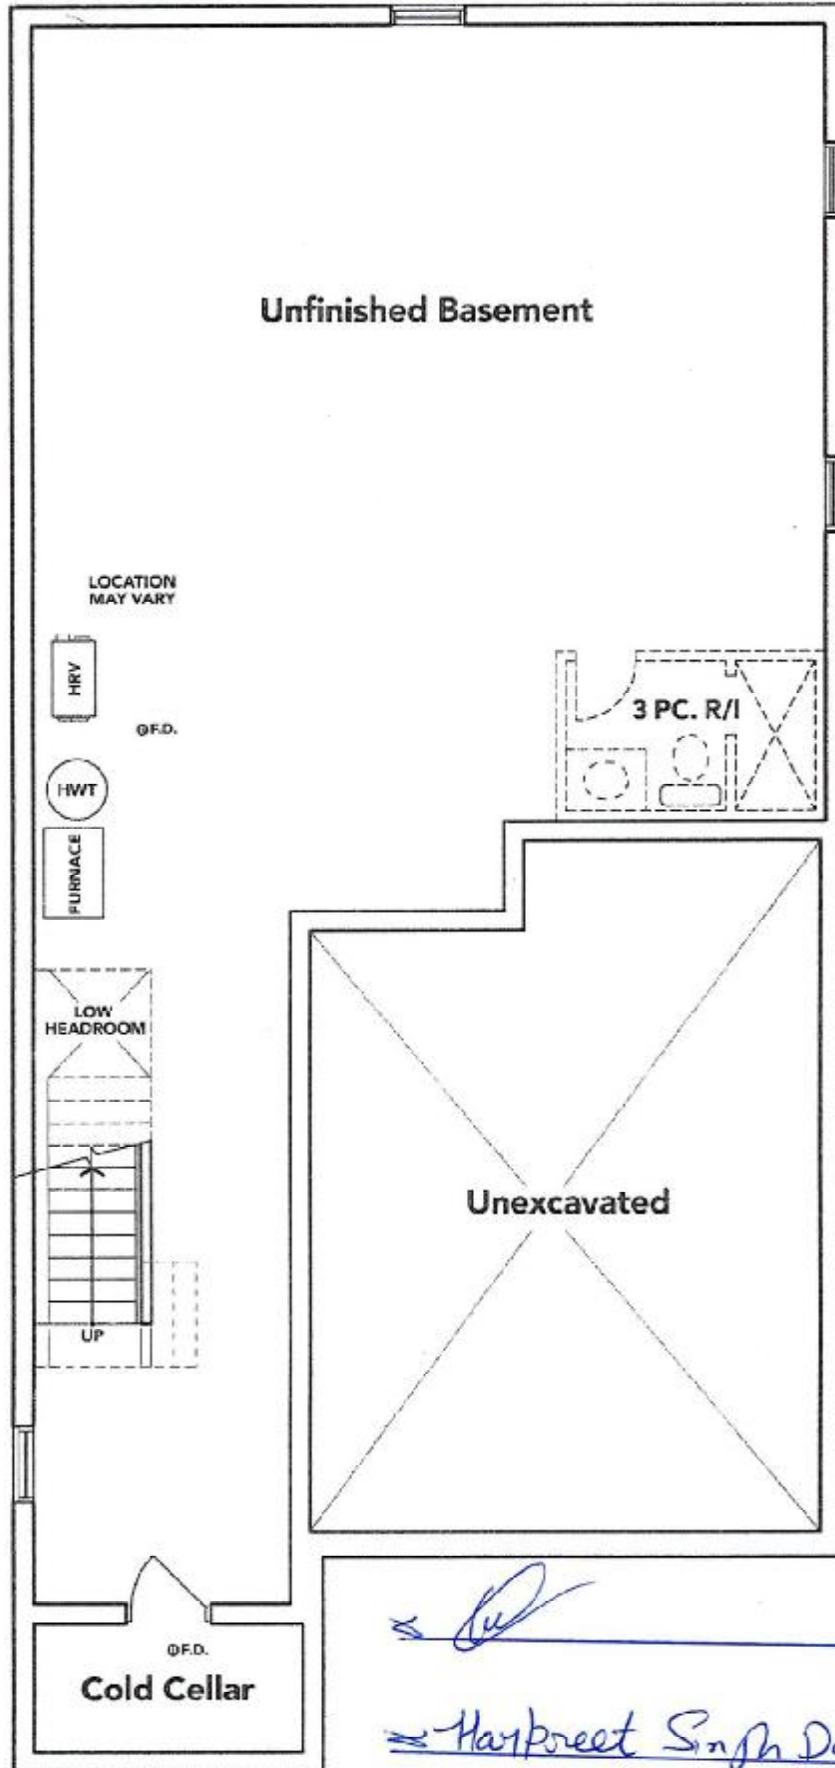 Unfinished Basement
LOCATION
MAY VARY
HRV
⌀F.D.
3 PC. R/I
HWT
FURNACE
LOW
HEADROOM
Unexcavated
UP
⌀F.D.
Cold Cellar
Harpreet Singh